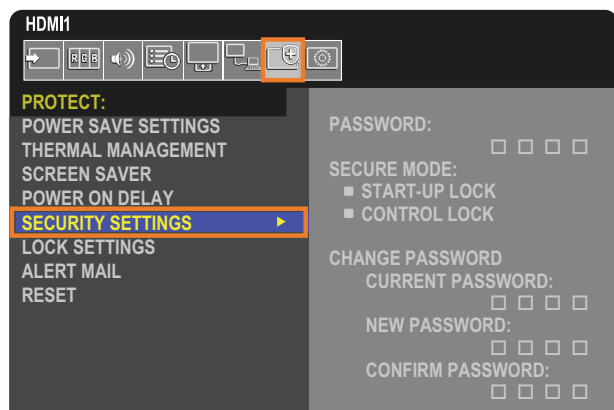 HDMI1
RGB
PROTECT:
POWER SAVE SETTINGS
THERMAL MANAGEMENT
SCREEN SAVER
POWER ON DELAY
SECURITY SETTINGS
LOCK SETTINGS
ALERT MAIL
RESET
PASSWORD:
SECURE MODE:
START-UP LOCK
CONTROL LOCK
CHANGE PASSWORD
CURRENT PASSWORD:
NEW PASSWORD:
CONFIRM PASSWORD: